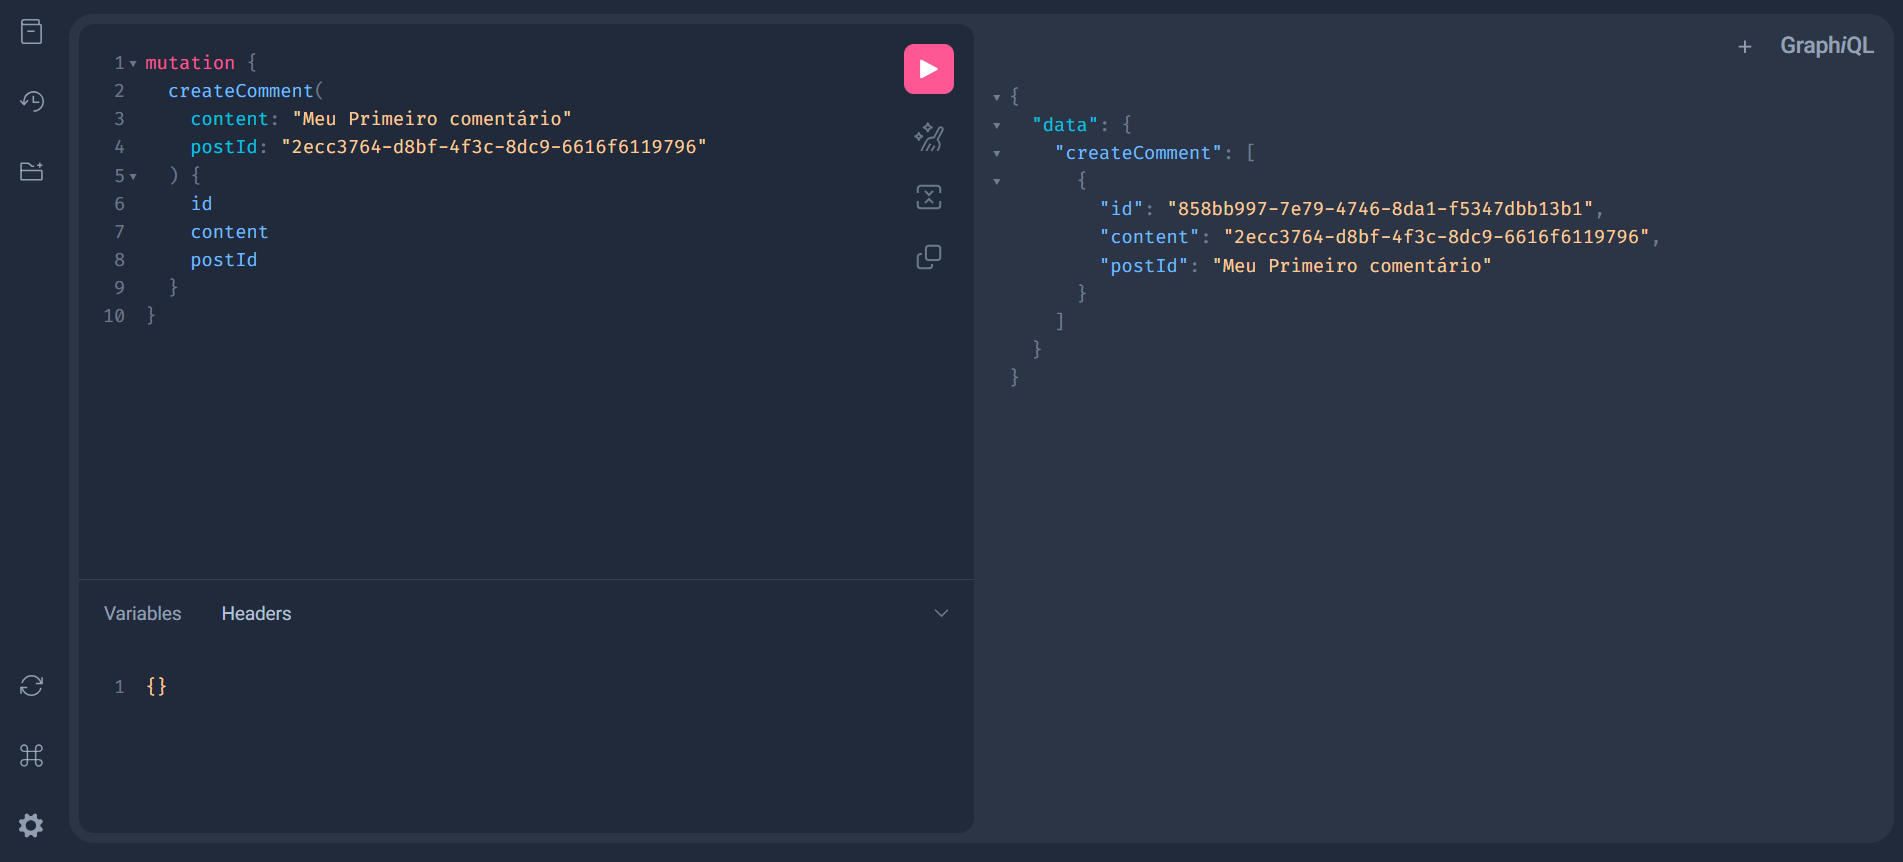 1 mutation {
2 createComment(
3 content: "Meu Primeiro comentário"
4 postId: "2ecc3764-d8bf-4f3c-8dc9-6616f6119796"
5 ) {
6 id
7 content
8 postId
9 }
10 }
Variables Headers
1 {}
+ GraphiQL
{
"data": {
"createComment": [
{
"id": "858bb997-7e79-4746-8da1-f5347dbb13b1",
"content": "2ecc3764-d8bf-4f3c-8dc9-6616f6119796",
"postId": "Meu Primeiro comentário"
}
]
}
}